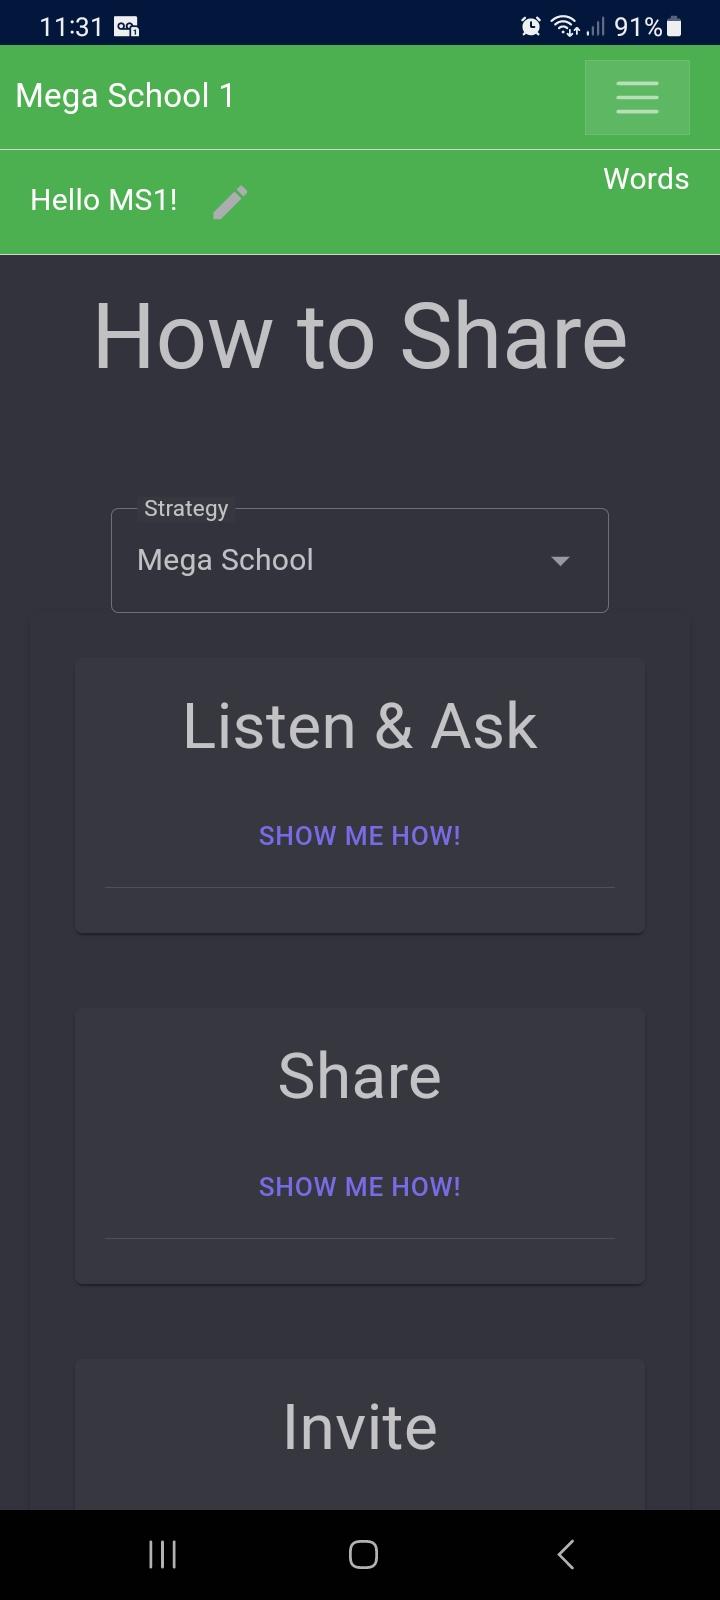 11:31 91%
Mega School 1
Words
Hello MS1!
How to Share
Strategy
Mega School
Listen & Ask
SHOW ME HOW!
Share
SHOW ME HOW!
Invite